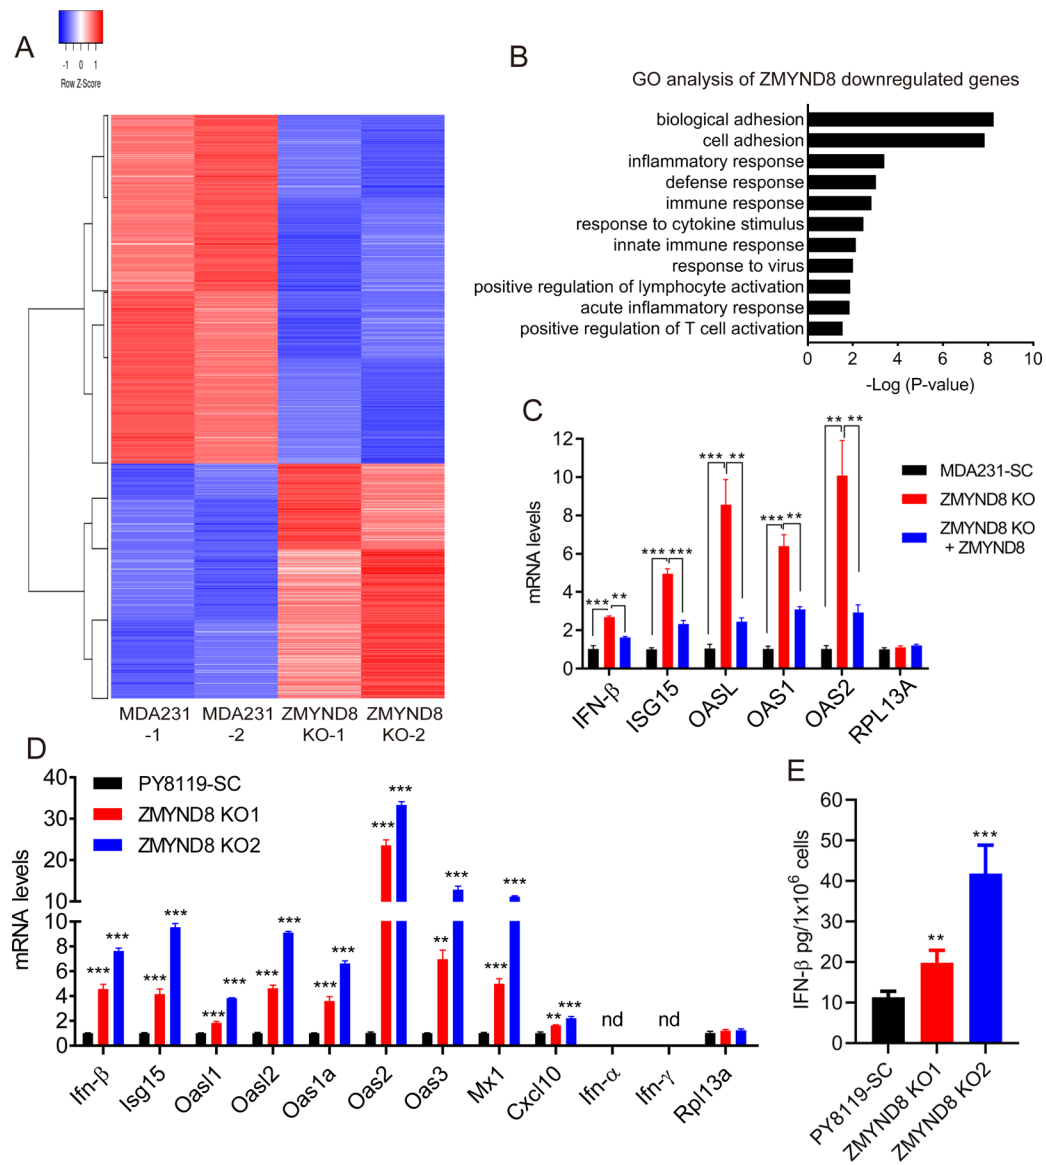 A
-1 0 1
Row Z-Score
MDA231
-1
MDA231
-2
ZMYND8
KO-1
ZMYND8
KO-2
B
GO analysis of ZMYND8 downregulated genes
biological adhesion
cell adhesion
inflammatory response
defense response
immune response
response to cytokine stimulus
innate immune response
response to virus
positive regulation of lymphocyte activation
acute inflammatory response
positive regulation of T cell activation
0 2 4 6 8 10
-Log (P-value)
C
mRNA levels
12
10
8
6
4
2
0
*** **
*** ***
*** **
*** **
** **
IFN-β
ISG15
OASL
OAS1
OAS2
RPL13A
MDA231-SC
ZMYND8 KO
ZMYND8 KO
+ ZMYND8
D
mRNA levels
40
30
20
10
10
8
6
4
2
0
PY8119-SC
ZMYND8 KO1
ZMYND8 KO2
*** ***
*** ***
*** ***
*** ***
*** ***
*** ***
** ***
*** ***
** ***
nd
nd
Ifn-β
Isg15
Oasl1
Oasl2
Oas1a
Oas2
Oas3
Mx1
Cxcl10
Ifn-α
Ifn-γ
Rpl13a
E
IFN-β pg/1x10⁶ cells
60
50
40
30
20
10
0
**
***
PY8119-SC
ZMYND8 KO1
ZMYND8 KO2